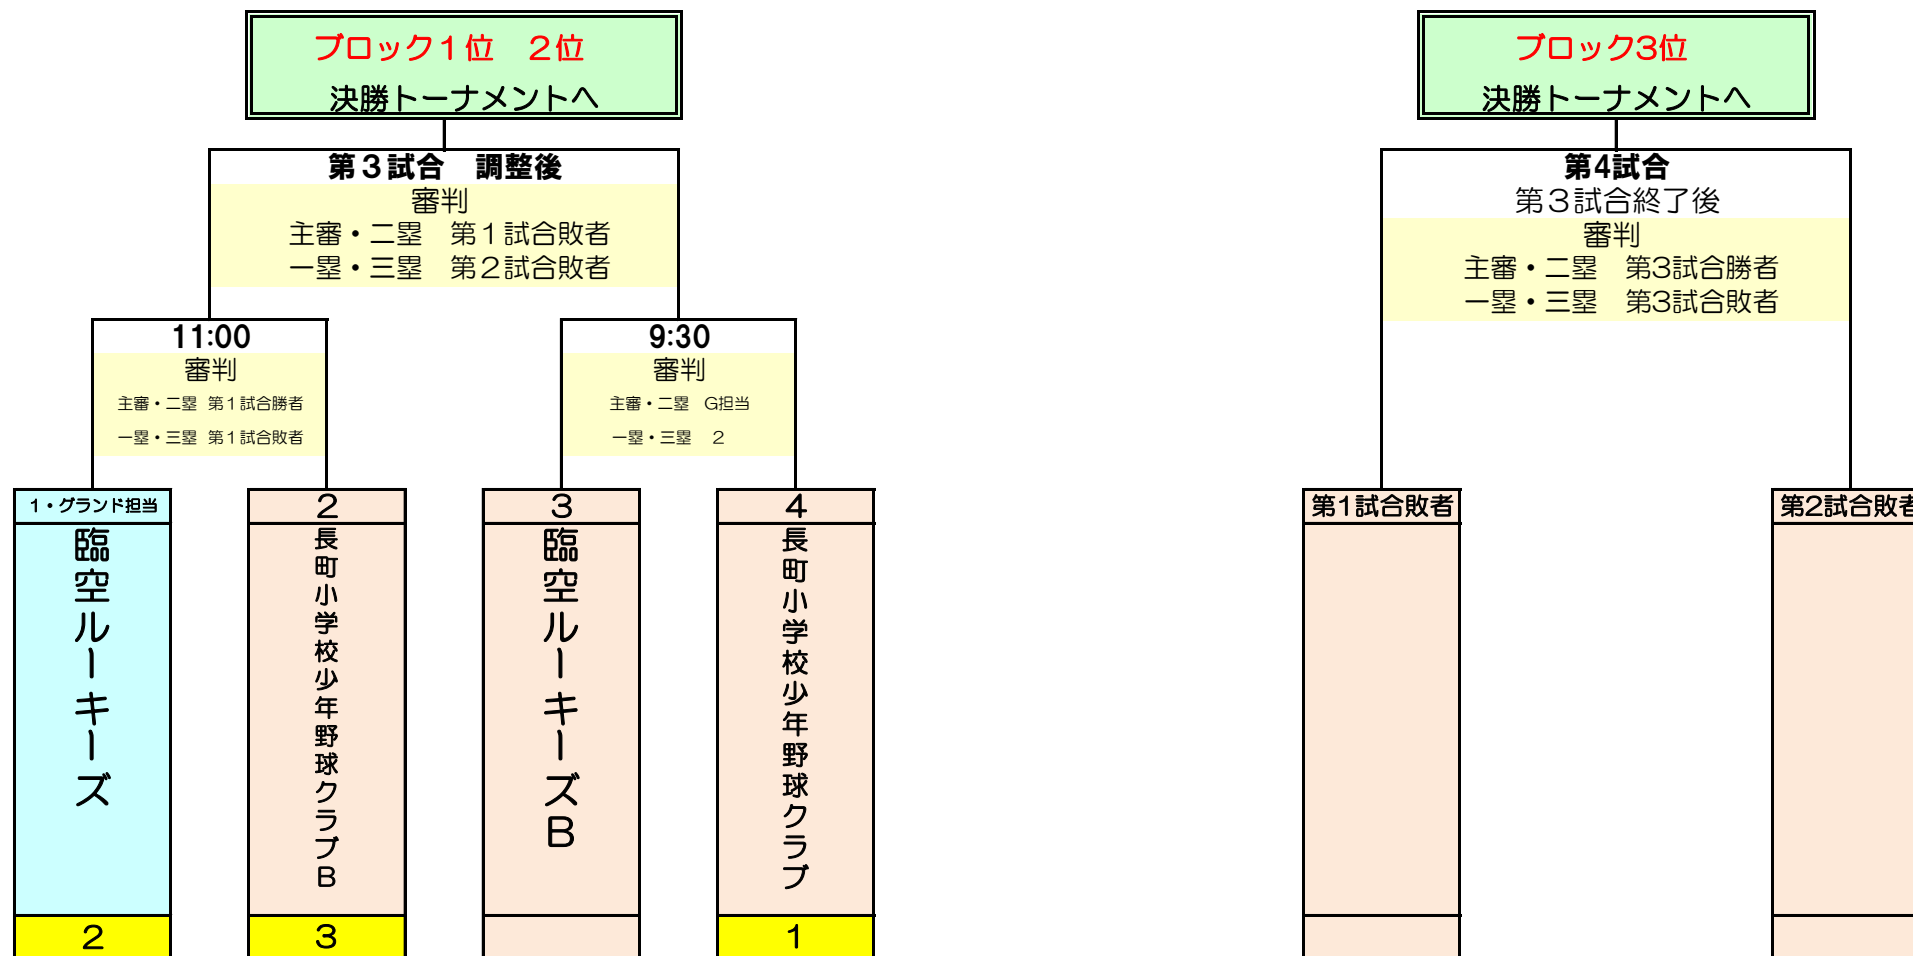 ブロック１位　２位
決勝トーナメントへ
第３試合　調整後
審判
主審・二塁　第１試合敗者
一塁・三塁　第２試合敗者
11:00
審判
主審・二塁 第１試合勝者
一塁・三塁 第１試合敗者
9:30
審判
主審・二塁　G担当
一塁・三塁　２
1・グランド担当
臨空ルーキーズ
2
2
長町小学校少年野球クラブB
3
3
臨空ルーキーズB
4
長町小学校少年野球クラブ
1
ブロック3位
決勝トーナメントへ
第4試合
第３試合終了後
審判
主審・二塁　第3試合勝者
一塁・三塁　第3試合敗者
第1試合敗者
第2試合敗者